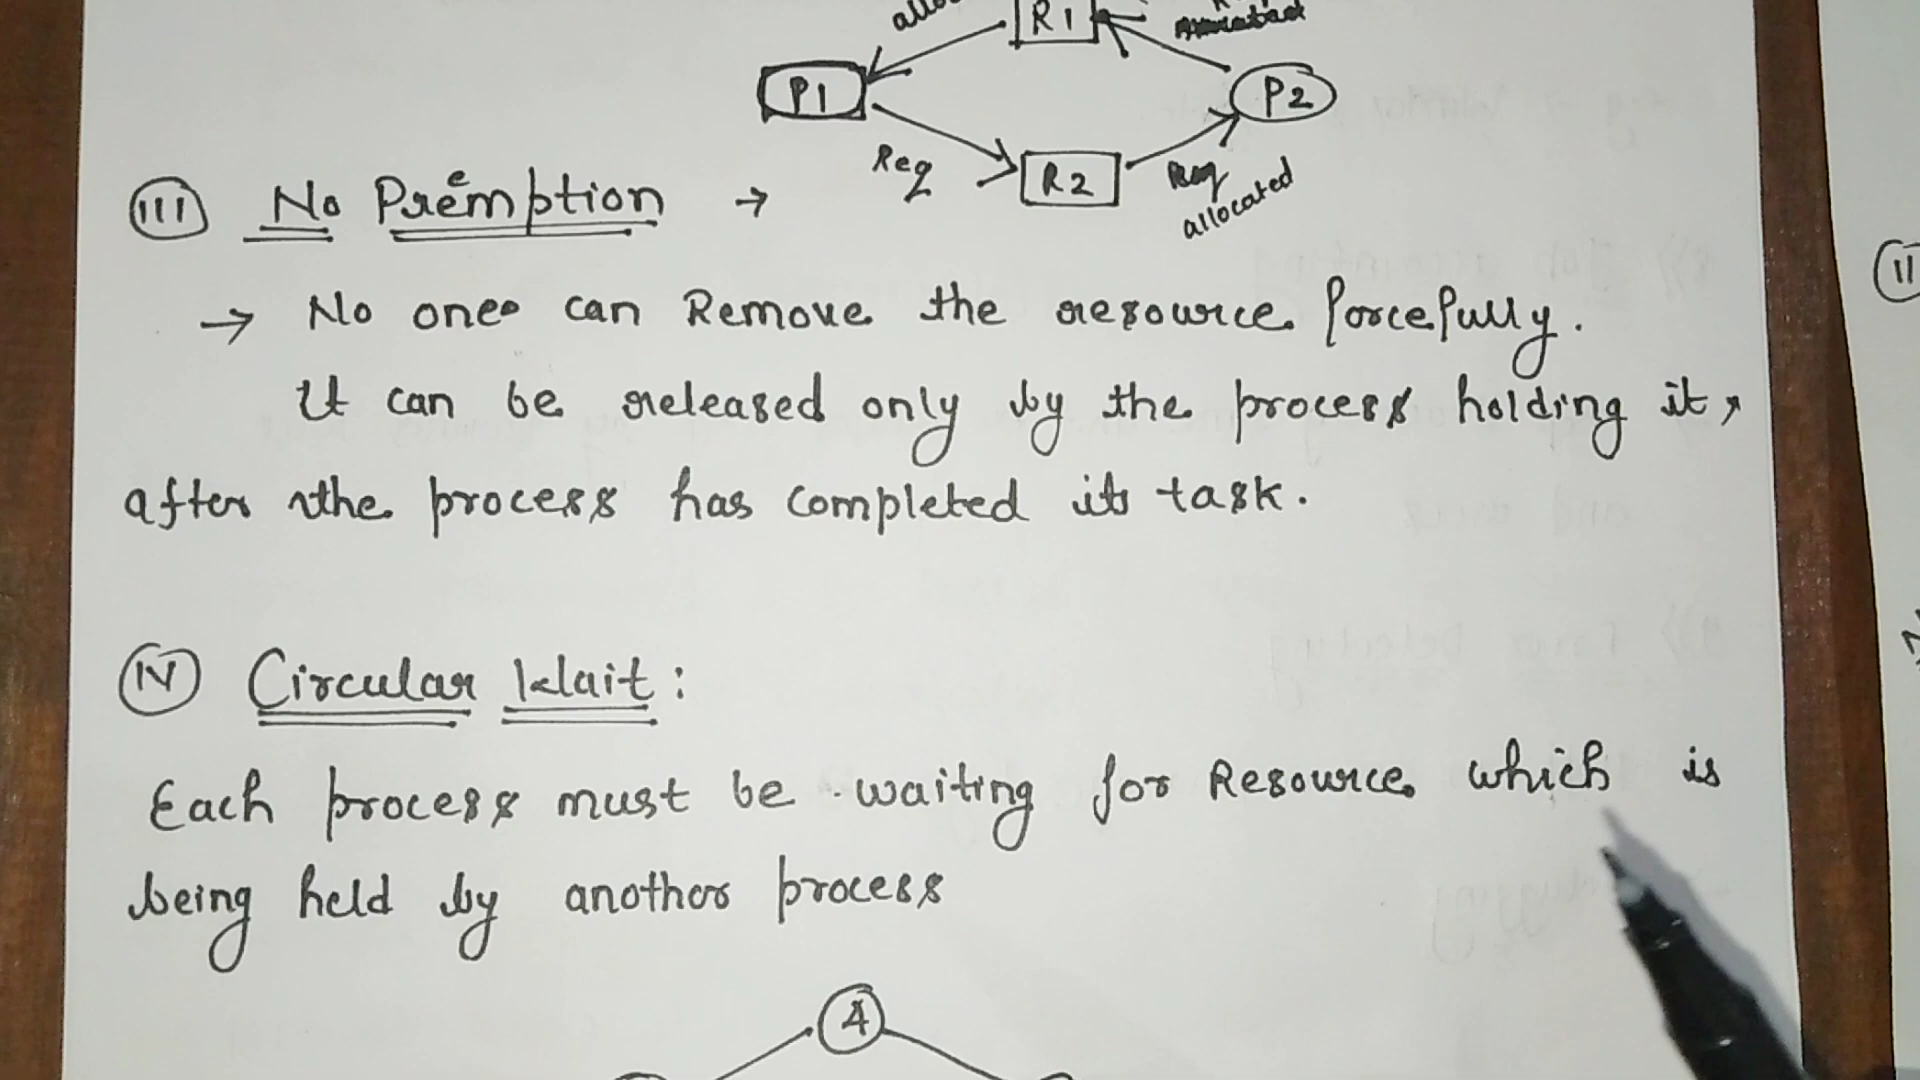 R1
P1
P2
Req
R2
allocated
III No Preemption →
→ No one can Remove the resource forcefully.
It can be released only by the process holding it,
after the process has completed its task.
IV Circular Wait:
Each process must be waiting for Resource which is
being held by another process
A
II